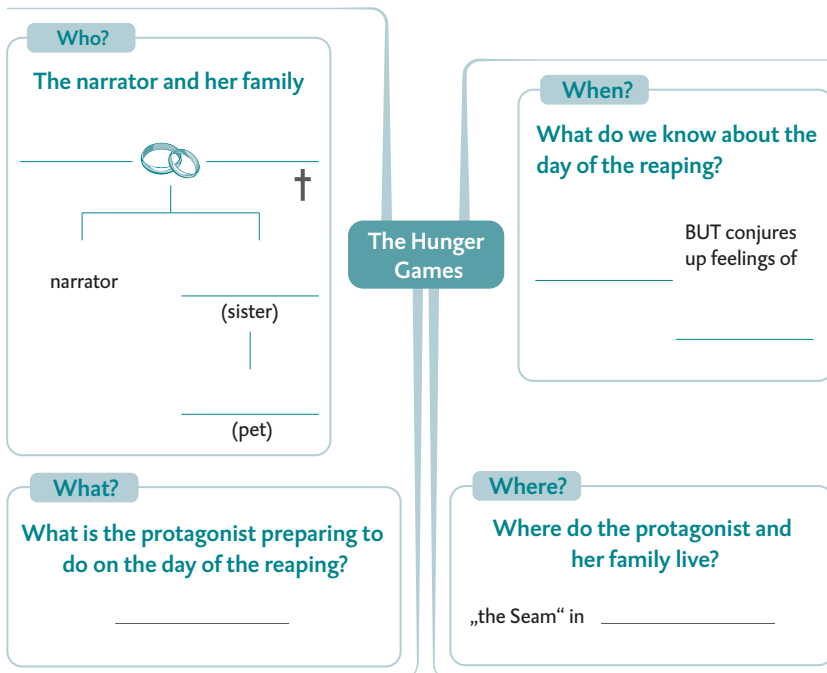 Who?
The narrator and her family
narrator
(sister)
(pet)
The Hunger
Games
When?
What do we know about the
day of the reaping?
BUT conjures
up feelings of
What?
What is the protagonist preparing to
do on the day of the reaping?
Where?
Where do the protagonist and
her family live?
„the Seam“ in